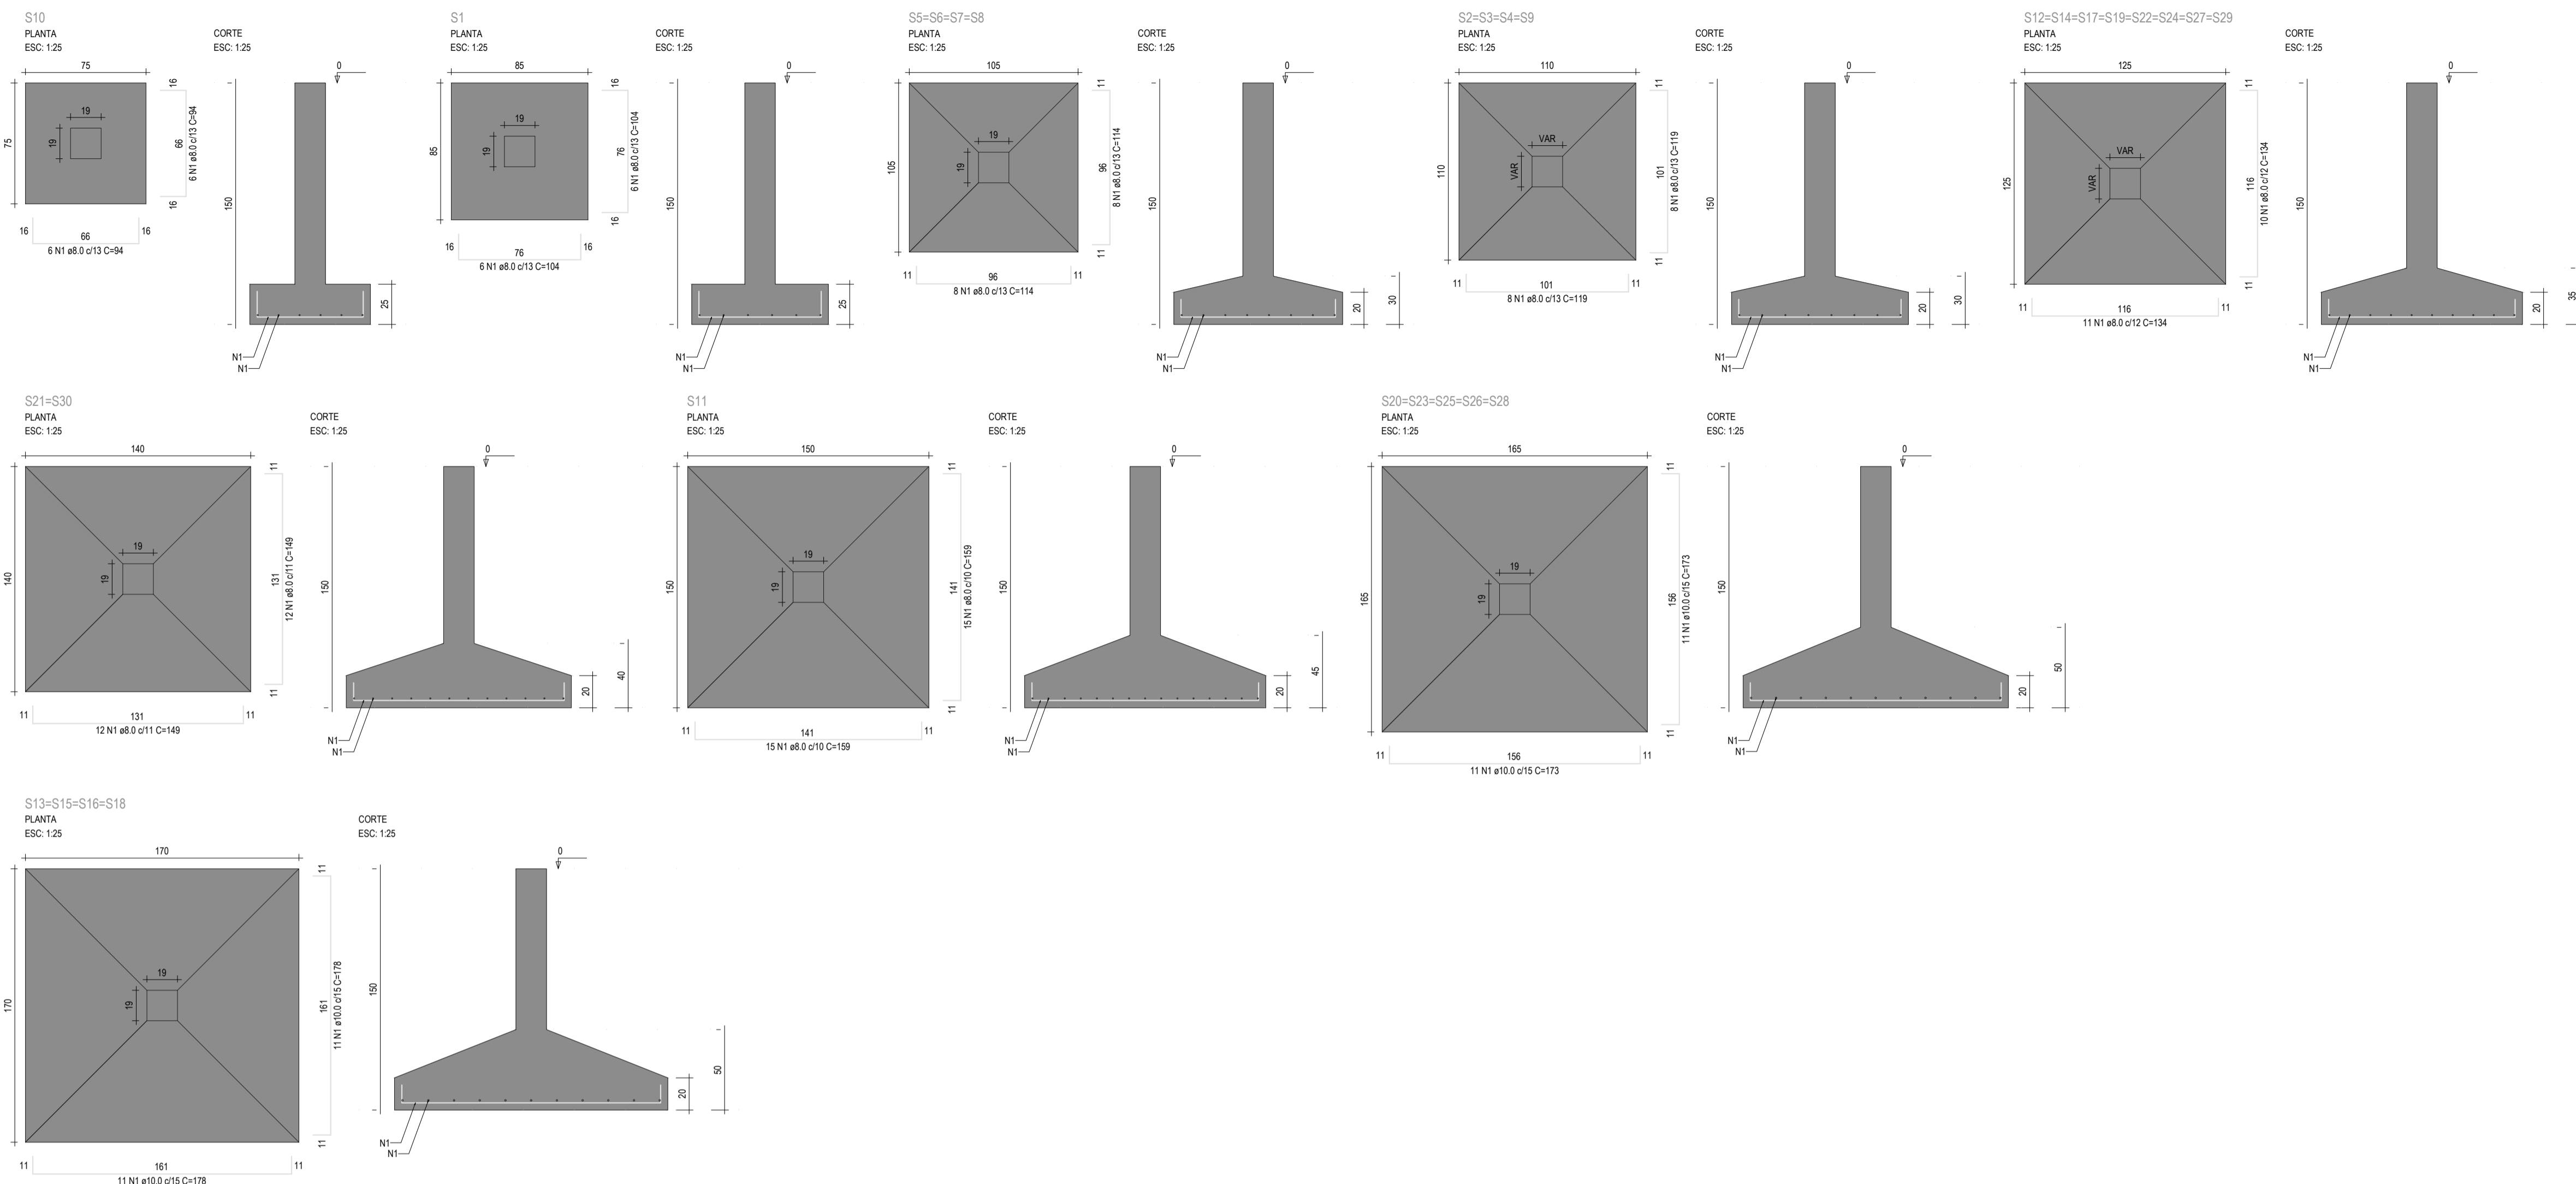 S10
PLANTA
ESC: 1:25
75
75
19
19
16
66
6 N1 ø8.0 c/13 C=94
16
16
66
16
6 N1 ø8.0 c/13 C=94
CORTE
ESC: 1:25
0
150
25
N1
N1
S1
PLANTA
ESC: 1:25
85
85
19
19
16
76
6 N1 ø8.0 c/13 C=104
16
16
76
16
6 N1 ø8.0 c/13 C=104
CORTE
ESC: 1:25
0
150
25
N1
N1
S5=S6=S7=S8
PLANTA
ESC: 1:25
105
105
19
19
11
96
8 N1 ø8.0 c/13 C=114
11
11
96
11
8 N1 ø8.0 c/13 C=114
CORTE
ESC: 1:25
0
150
20
30
N1
N1
S2=S3=S4=S9
PLANTA
ESC: 1:25
110
110
VAR
VAR
11
101
8 N1 ø8.0 c/13 C=119
11
11
101
11
8 N1 ø8.0 c/13 C=119
CORTE
ESC: 1:25
0
150
20
30
N1
N1
S12=S14=S17=S19=S22=S24=S27=S29
PLANTA
ESC: 1:25
125
125
VAR
VAR
11
116
10 N1 ø8.0 c/12 C=134
11
11
116
11
11 N1 ø8.0 c/12 C=134
CORTE
ESC: 1:25
0
150
20
35
N1
N1
S21=S30
PLANTA
ESC: 1:25
140
140
19
19
11
131
12 N1 ø8.0 c/11 C=149
11
11
131
11
12 N1 ø8.0 c/11 C=149
CORTE
ESC: 1:25
0
150
20
40
N1
N1
S11
PLANTA
ESC: 1:25
150
150
19
19
11
141
15 N1 ø8.0 c/10 C=159
11
11
141
11
15 N1 ø8.0 c/10 C=159
CORTE
ESC: 1:25
0
150
20
45
N1
N1
S20=S23=S25=S26=S28
PLANTA
ESC: 1:25
165
165
19
19
11
156
11 N1 ø10.0 c/15 C=173
11
11
156
11
11 N1 ø10.0 c/15 C=173
CORTE
ESC: 1:25
0
150
20
50
N1
N1
S13=S15=S16=S18
PLANTA
ESC: 1:25
170
170
19
19
11
161
11 N1 ø10.0 c/15 C=178
11
11
161
11
11 N1 ø10.0 c/15 C=178
CORTE
ESC: 1:25
0
150
20
50
N1
N1